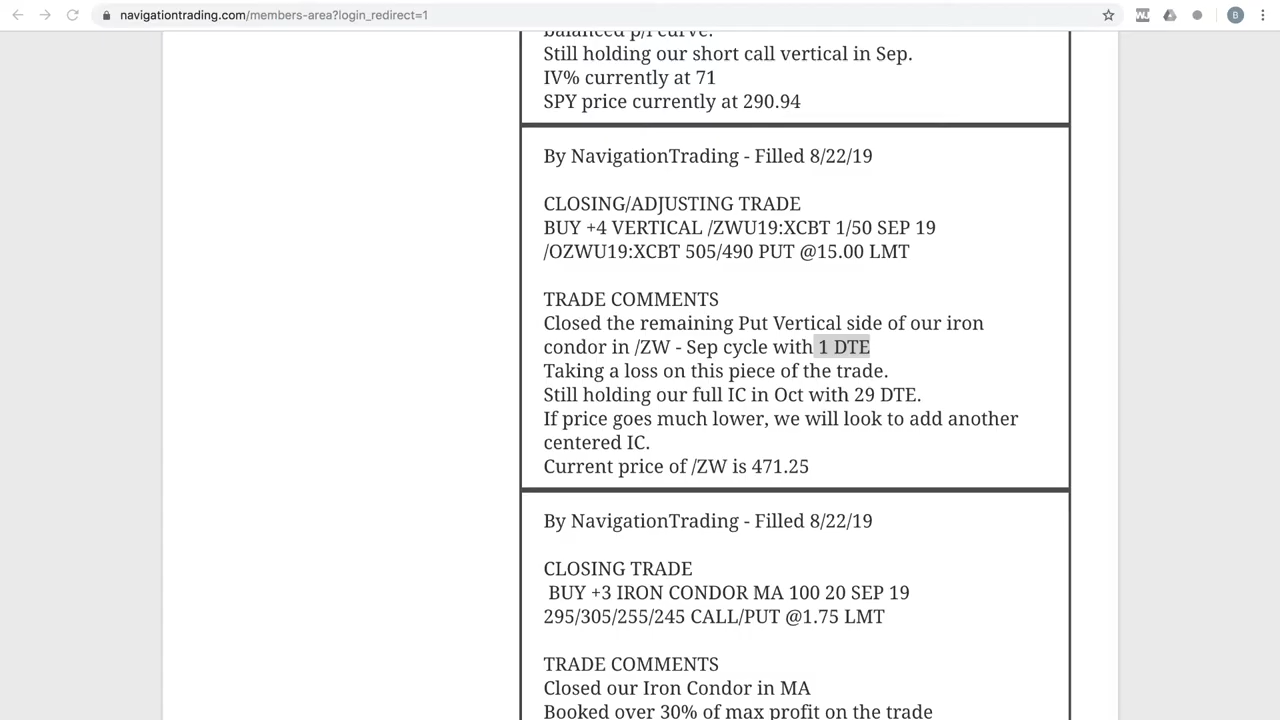 navigationtrading.com/members-area?login_redirect=1
B
balanced p/l curve.
Still holding our short call vertical in Sep.
IV% currently at 71
SPY price currently at 290.94
By NavigationTrading - Filled 8/22/19
CLOSING/ADJUSTING TRADE
BUY +4 VERTICAL /ZWU19:XCBT 1/50 SEP 19
/OZWU19:XCBT 505/490 PUT @15.00 LMT
TRADE COMMENTS
Closed the remaining Put Vertical side of our iron
condor in /ZW - Sep cycle with 1 DTE
Taking a loss on this piece of the trade.
Still holding our full IC in Oct with 29 DTE.
If price goes much lower, we will look to add another
centered IC.
Current price of /ZW is 471.25
By NavigationTrading - Filled 8/22/19
CLOSING TRADE
BUY +3 IRON CONDOR MA 100 20 SEP 19
295/305/255/245 CALL/PUT @1.75 LMT
TRADE COMMENTS
Closed our Iron Condor in MA
Booked over 30% of max profit on the trade